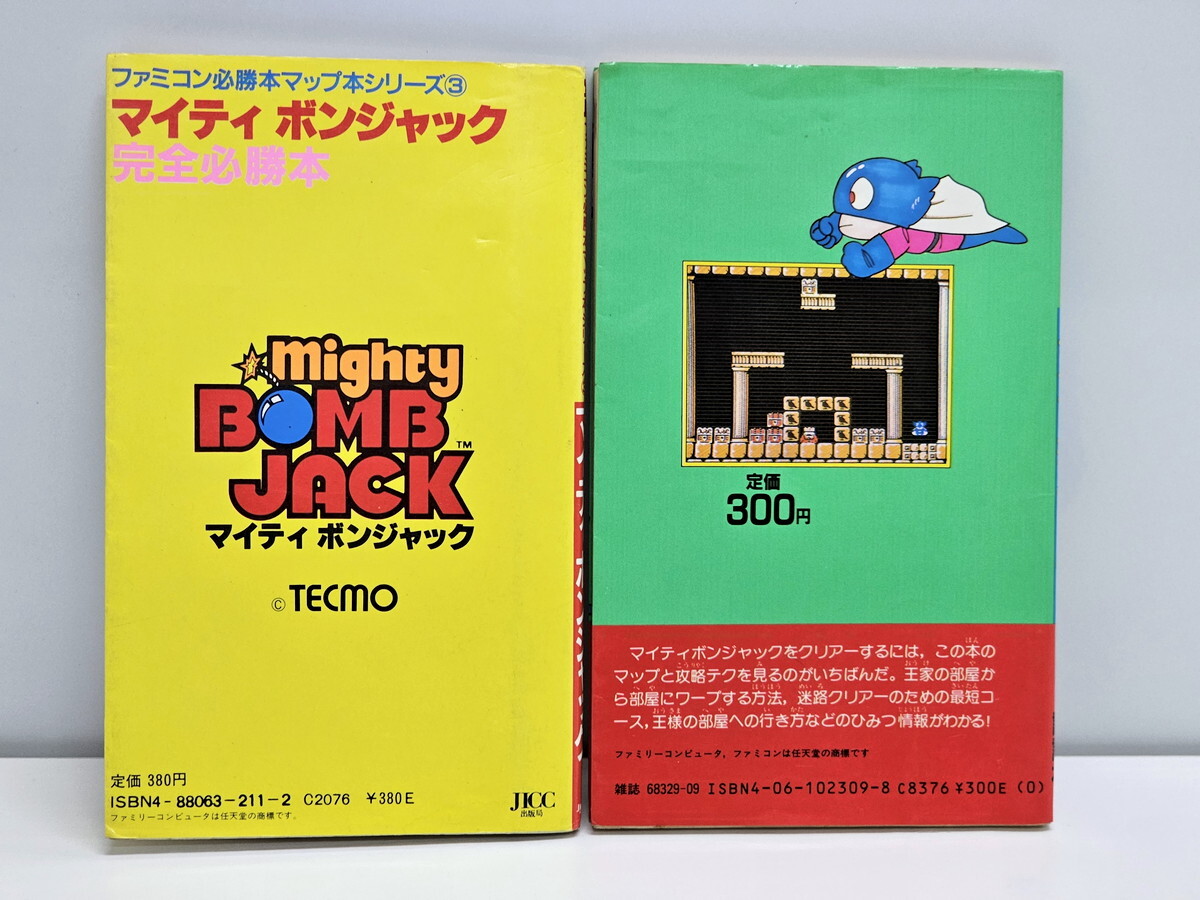 ファミコン必勝本マップ本シリーズ③
マイティ ボンジャック
完全必勝本
mighty
BOMB
JACK™
マイティ ボンジャック
© TECMO
定価 380円
ISBN4-88063-211-2 C2076 ¥380E
ファミリーコンピュータは任天堂の商標です。
JICC
出版局
定価
300円
マイティボンジャックをクリアーするには，この本の
マップと攻略テクを見るのがいちばんだ。王家の部屋か
ら部屋にワープする方法，迷路クリアーのための最短コ
ース，王様の部屋への行き方などのひみつ情報がわかる！
ファミリーコンピュータ，ファミコンは任天堂の商標です
雑誌 68329-09 ISBN4-06-102309-8 C8376 ¥300E (0)